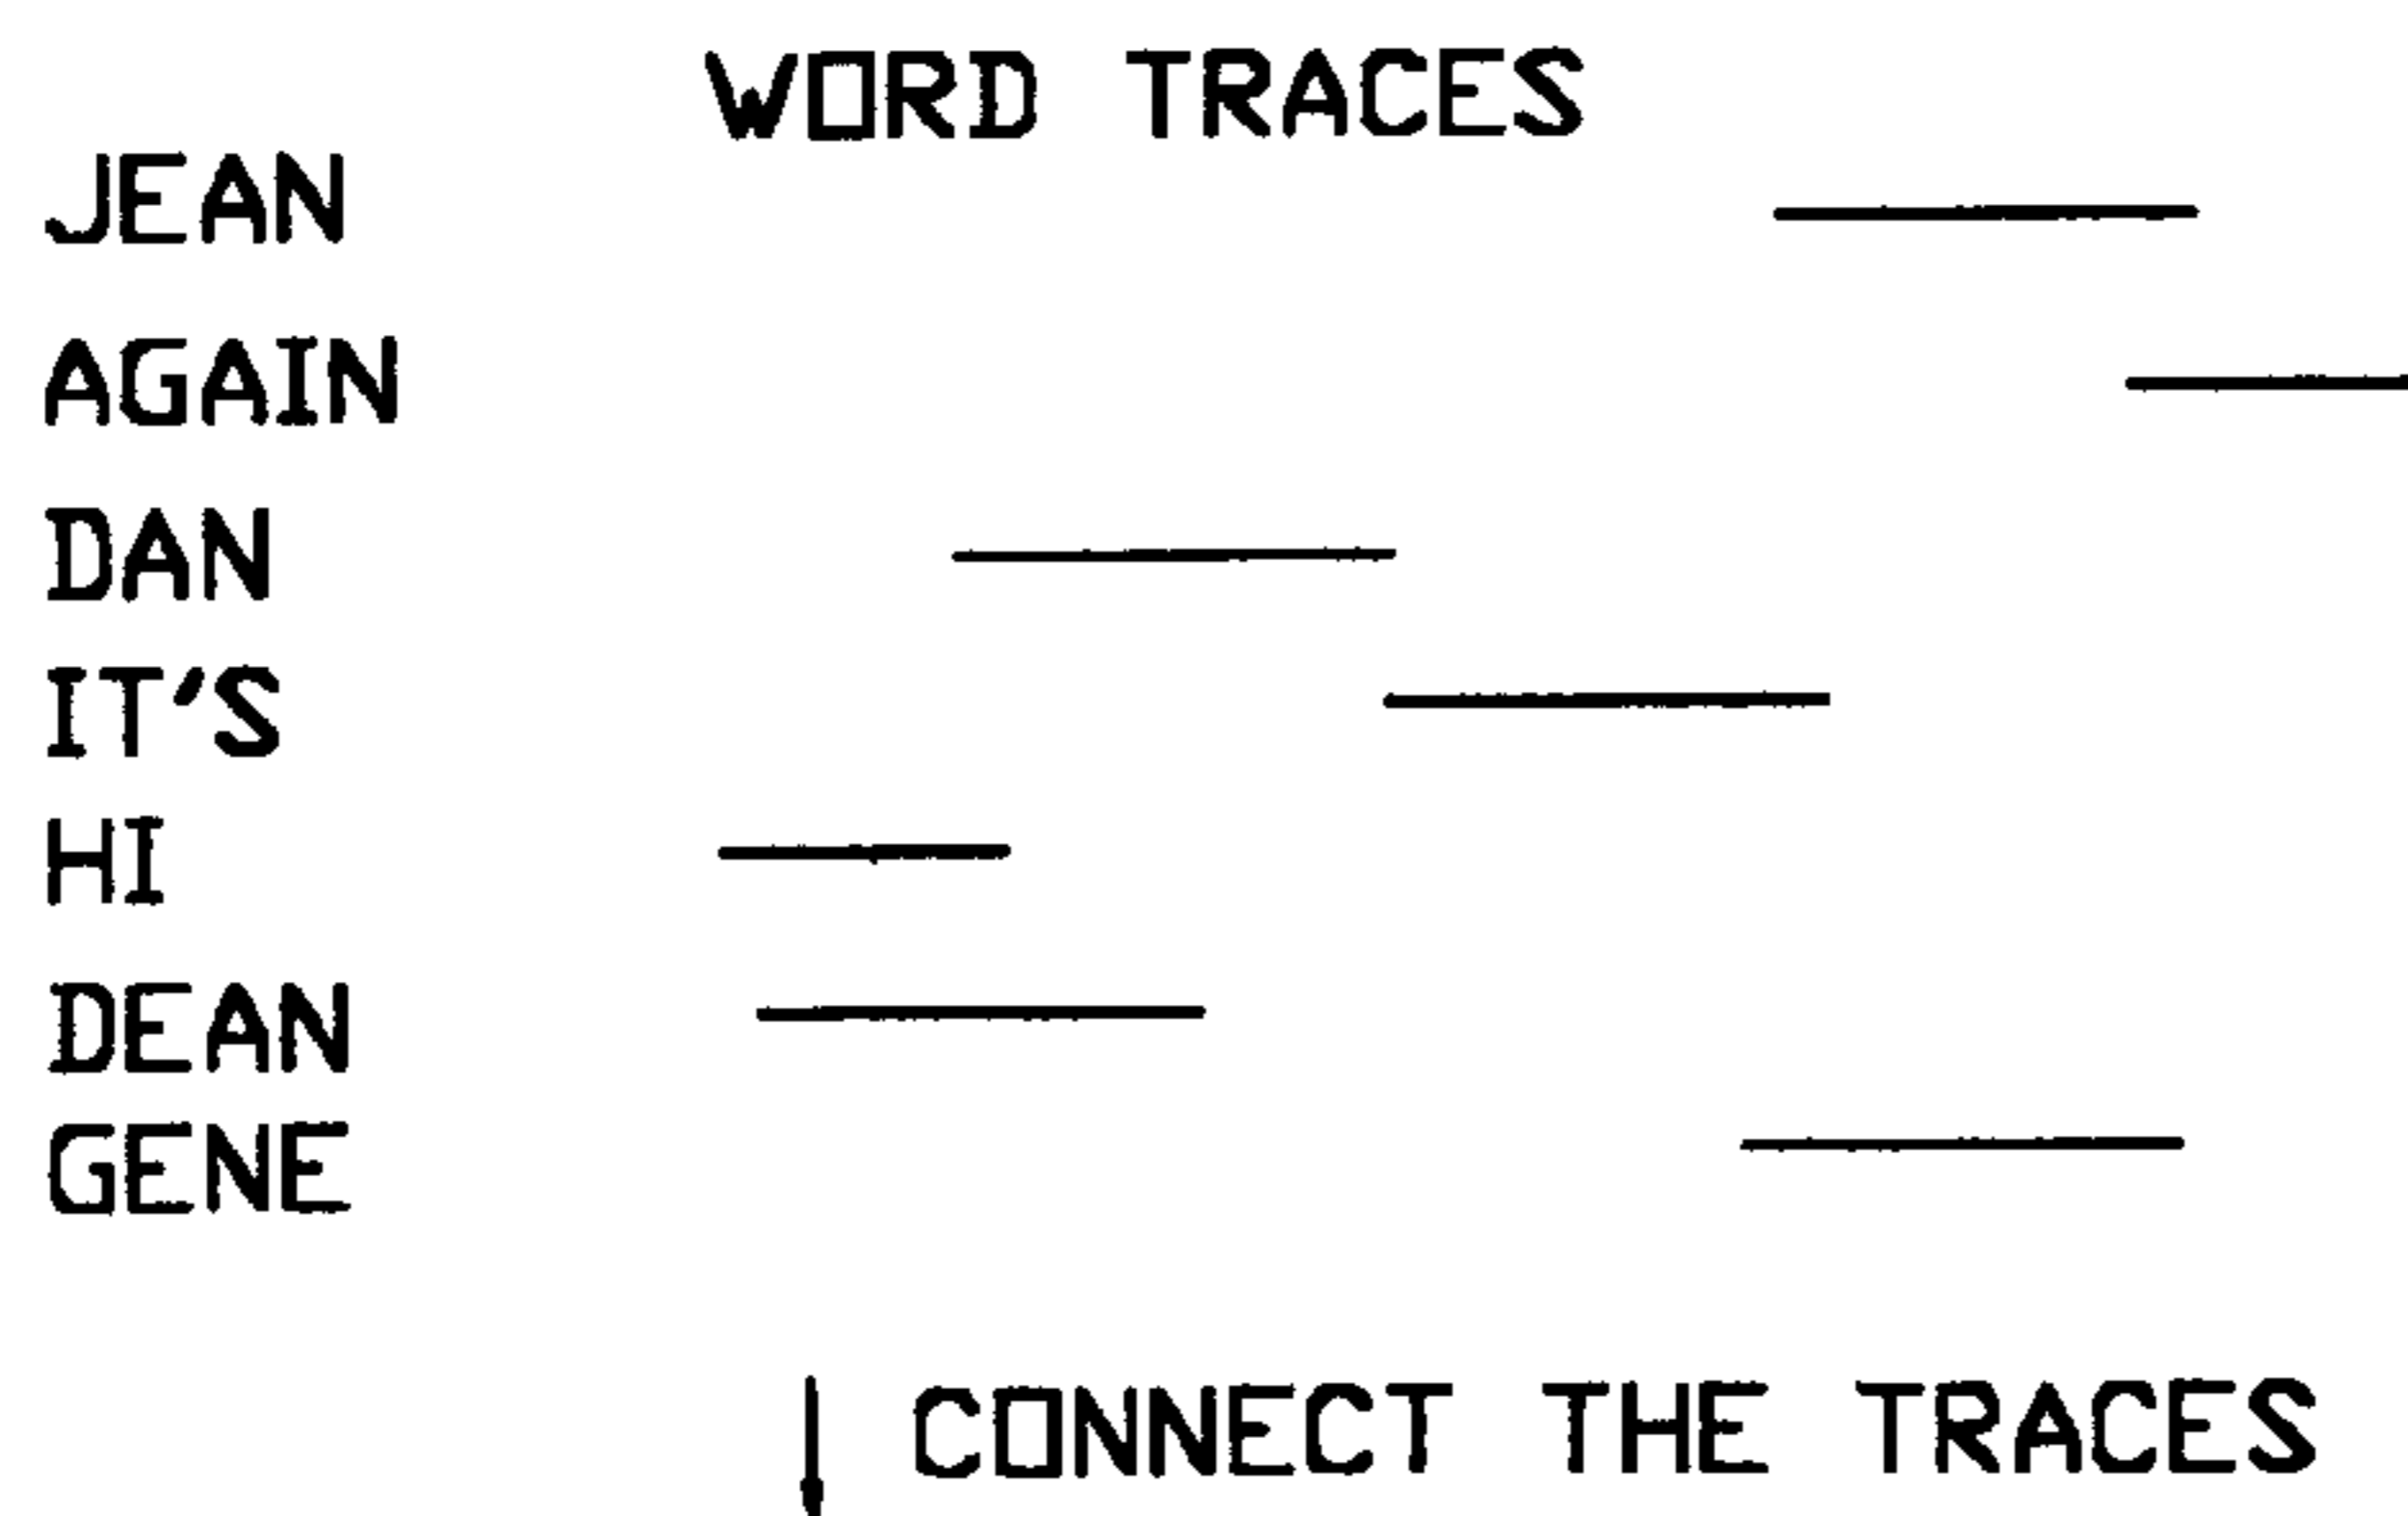 WORD TRACES
JEAN
AGAIN
DAN
IT'S
HI
DEAN
GENE
CONNECT THE TRACES